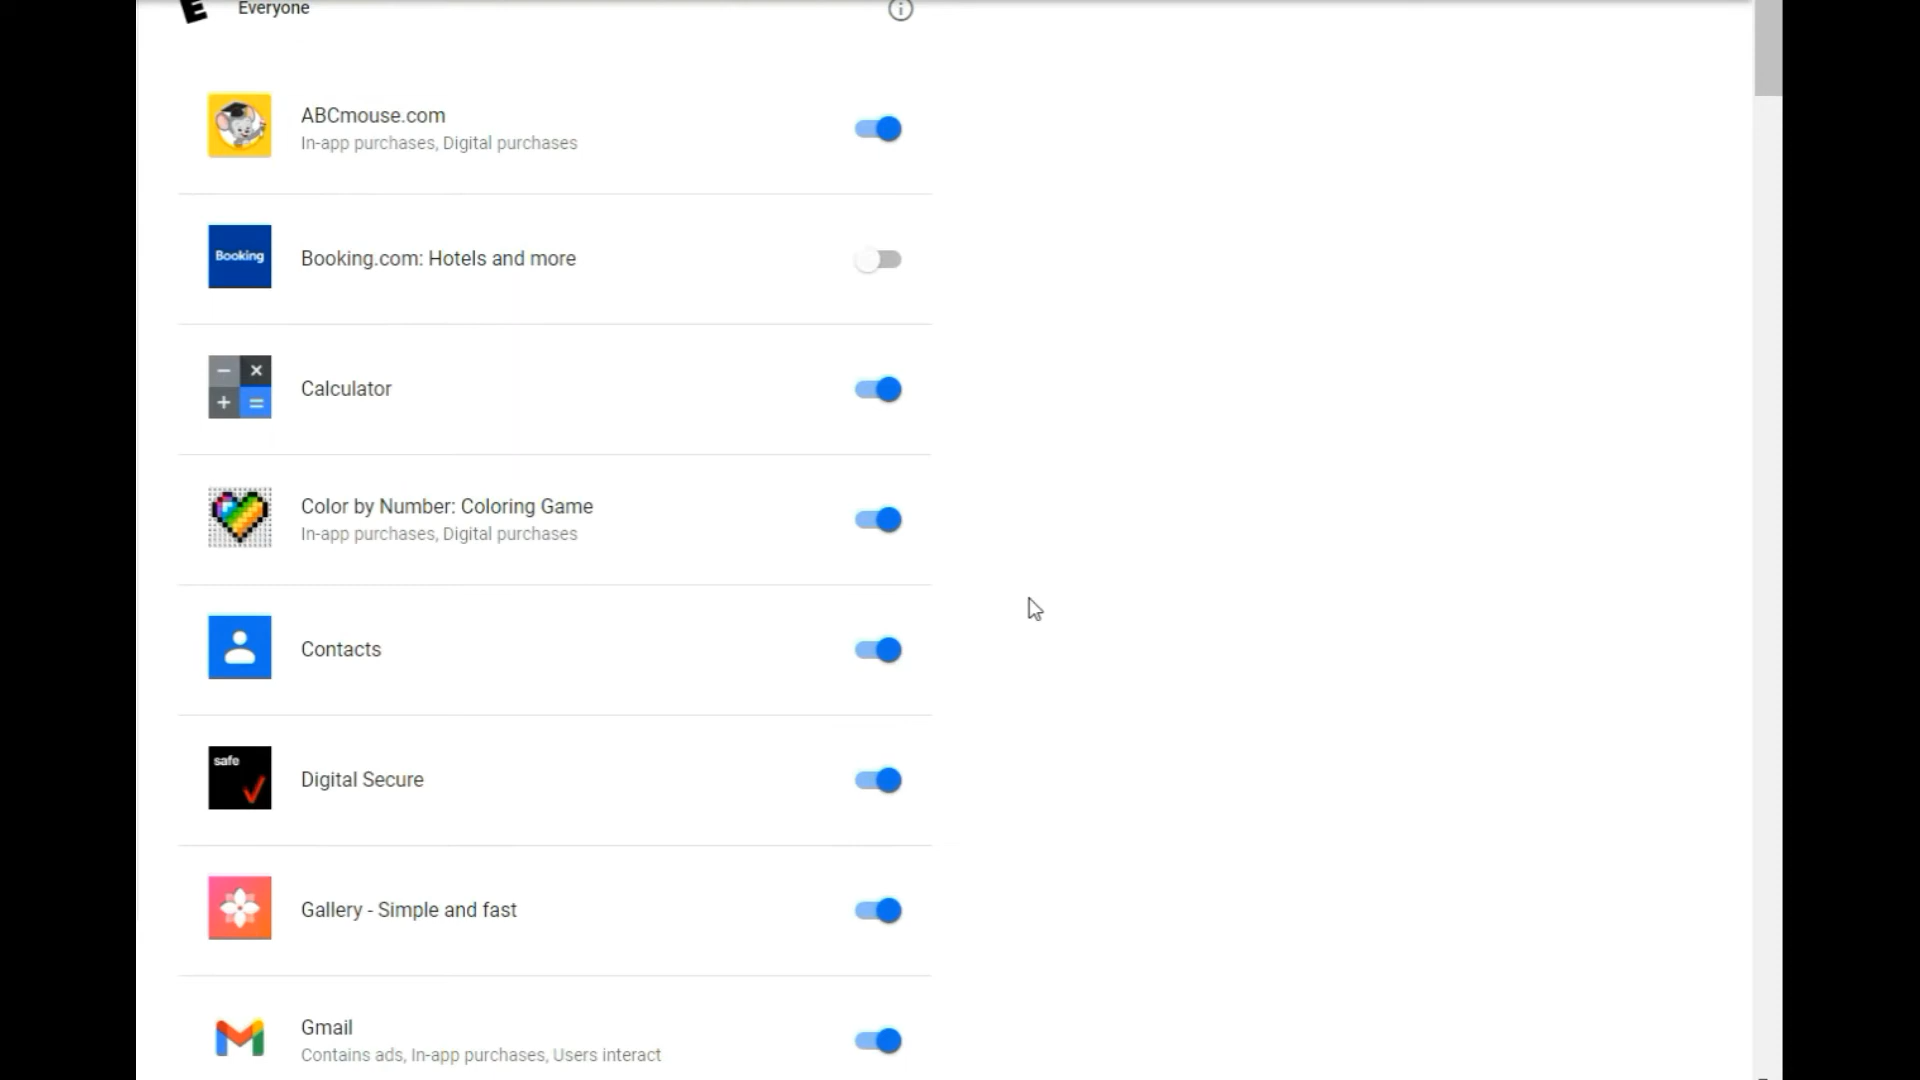 E Everyone
ABCmouse.com
In-app purchases, Digital purchases
Booking
Booking.com: Hotels and more
Calculator
Color by Number: Coloring Game
In-app purchases, Digital purchases
Contacts
safe
Digital Secure
Gallery - Simple and fast
Gmail
Contains ads, In-app purchases, Users interact